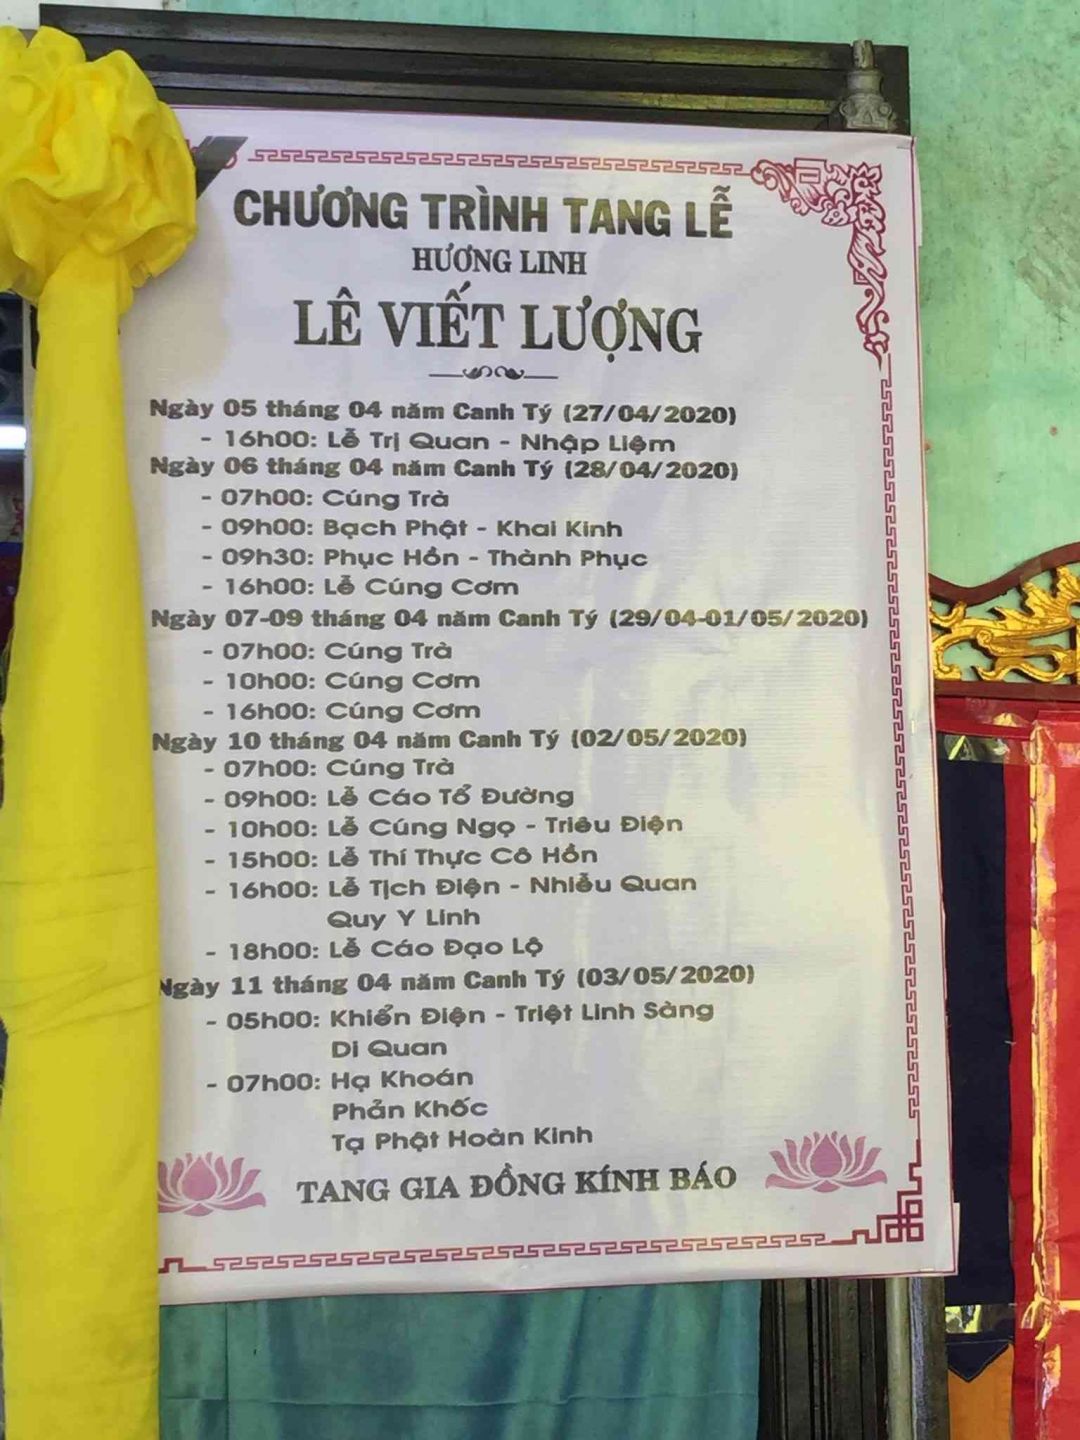 CHƯƠNG TRÌNH TANG LỄ
HƯƠNG LINH
LÊ VIẾT LƯỢNG
Ngày 05 tháng 04 năm Canh Tý (27/04/2020)
- 16h00: Lễ Trị Quan - Nhập Liệm
Ngày 06 tháng 04 năm Canh Tý (28/04/2020)
- 07h00: Cúng Trà
- 09h00: Bạch Phật - Khai Kinh
- 09h30: Phục Hồn - Thành Phục
- 16h00: Lễ Cúng Cơm
Ngày 07-09 tháng 04 năm Canh Tý (29/04-01/05/2020)
- 07h00: Cúng Trà
- 10h00: Cúng Cơm
- 16h00: Cúng Cơm
Ngày 10 tháng 04 năm Canh Tý (02/05/2020)
- 07h00: Cúng Trà
- 09h00: Lễ Cáo Tổ Đường
- 10h00: Lễ Cúng Ngọ - Triêu Điện
- 15h00: Lễ Thí Thực Cô Hồn
- 16h00: Lễ Tịch Điện - Nhiễu Quan
Quy Y Linh
- 18h00: Lễ Cáo Đạo Lộ
Ngày 11 tháng 04 năm Canh Tý (03/05/2020)
- 05h00: Khiển Điện - Triệt Linh Sàng
Di Quan
- 07h00: Hạ Khoán
Phản Khốc
Tạ Phật Hoàn Kinh
TANG GIA ĐỒNG KÍNH BÁO